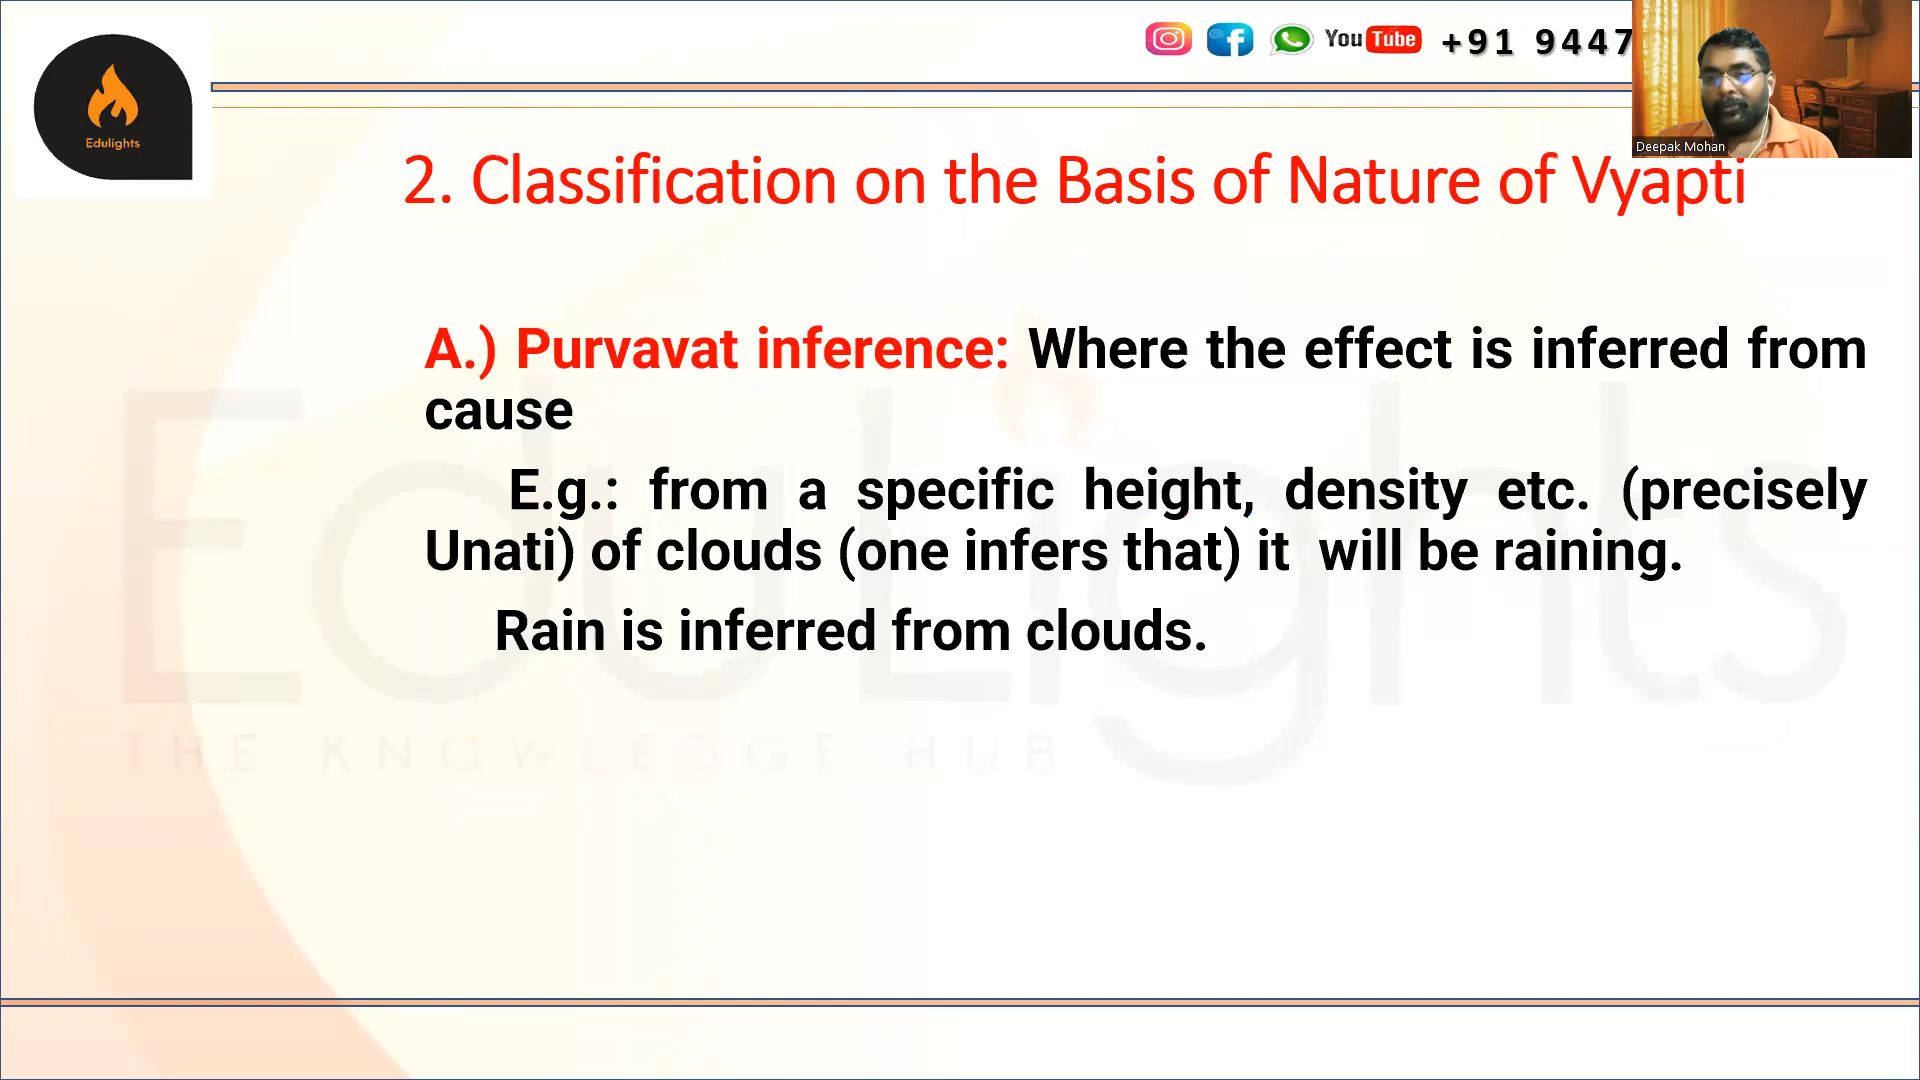 Edulights
YouTube
+91 9447
Deepak Mohan
2. Classification on the Basis of Nature of Vyapti
A.) Purvavat inference: Where the effect is inferred from
cause
E.g.: from a specific height, density etc. (precisely
Unati) of clouds (one infers that) it will be raining.
Rain is inferred from clouds.
EduLights
THE KNOWLEDGE HUB